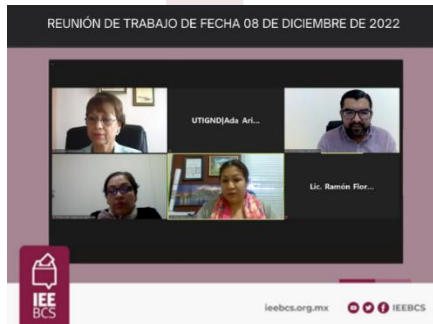 REUNIÓN DE TRABAJO DE FECHA 08 DE DICIEMBRE DE 2022
UTIGND|Ada Ari...
Lic. Ramón Flor...
IEE
BCS
ieebcs.org.mx
IEEBCS